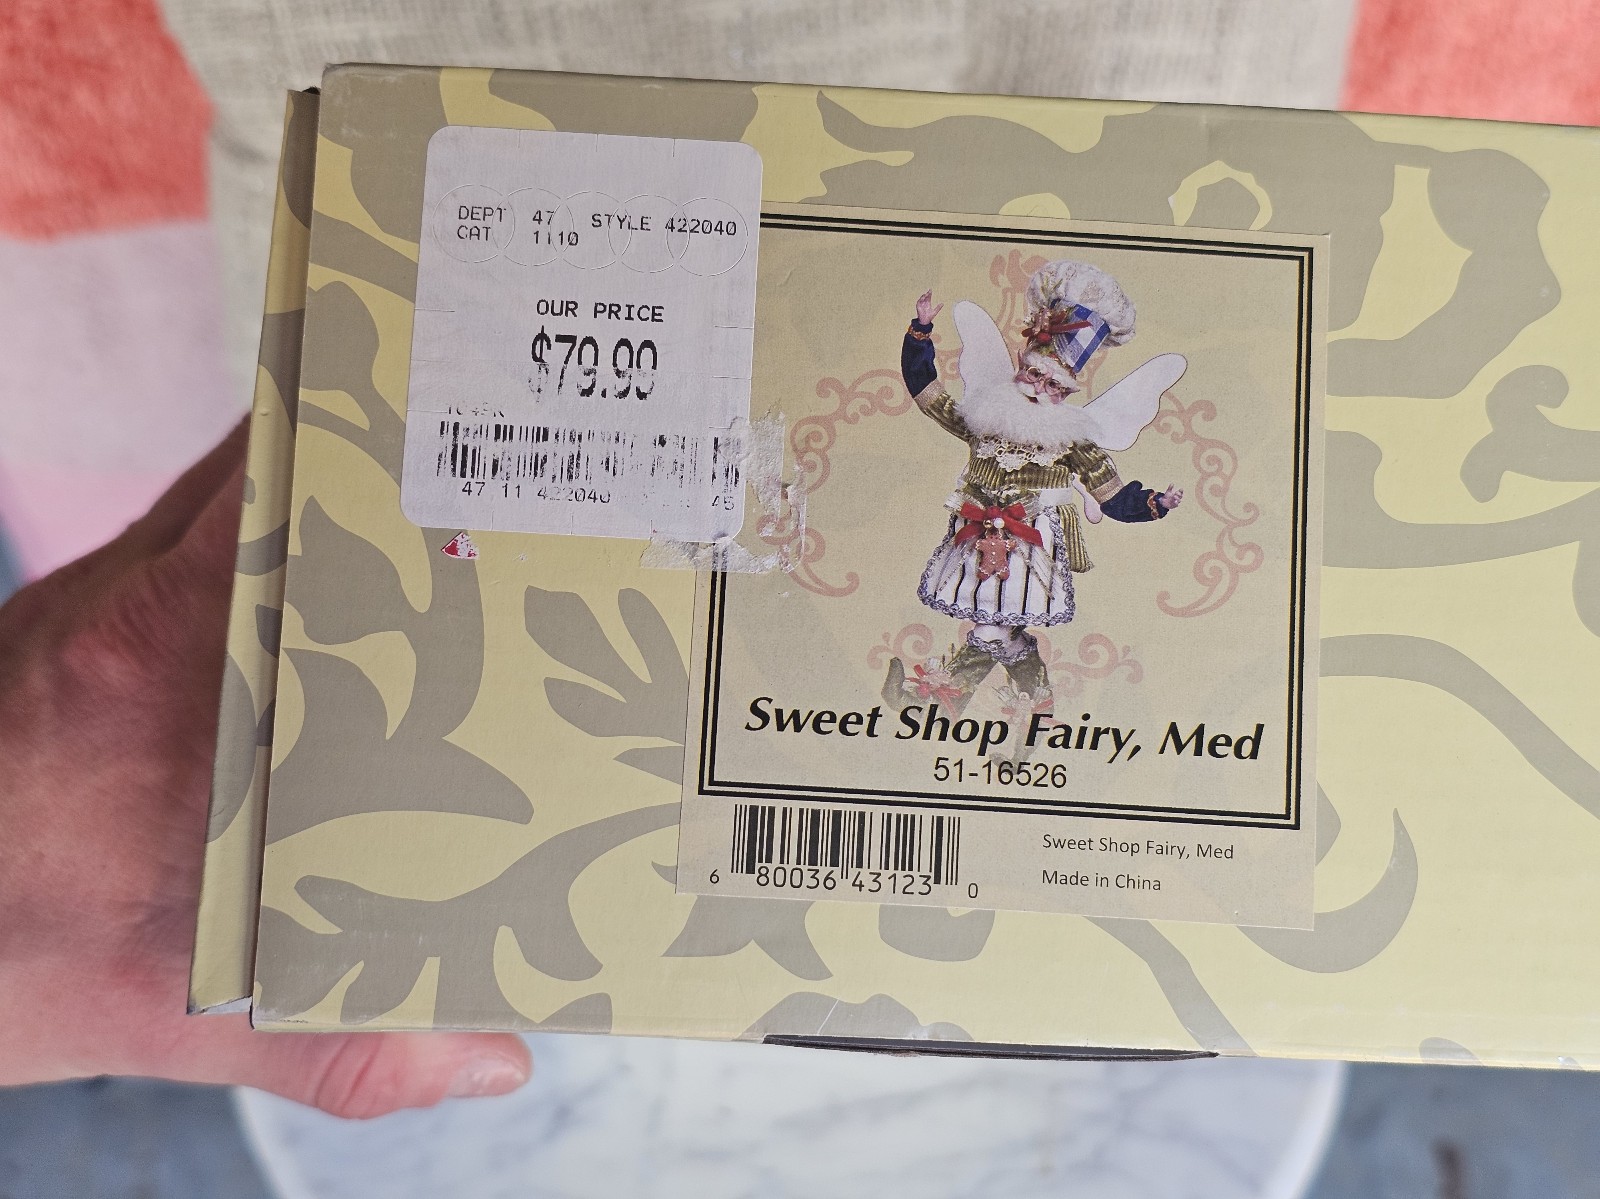 DEPT 47 STYLE 422040
CAT 1110
OUR PRICE
$79.99
47 11 422040 45
Sweet Shop Fairy, Med
51-16526
6 80036 43123 0
Sweet Shop Fairy, Med
Made in China